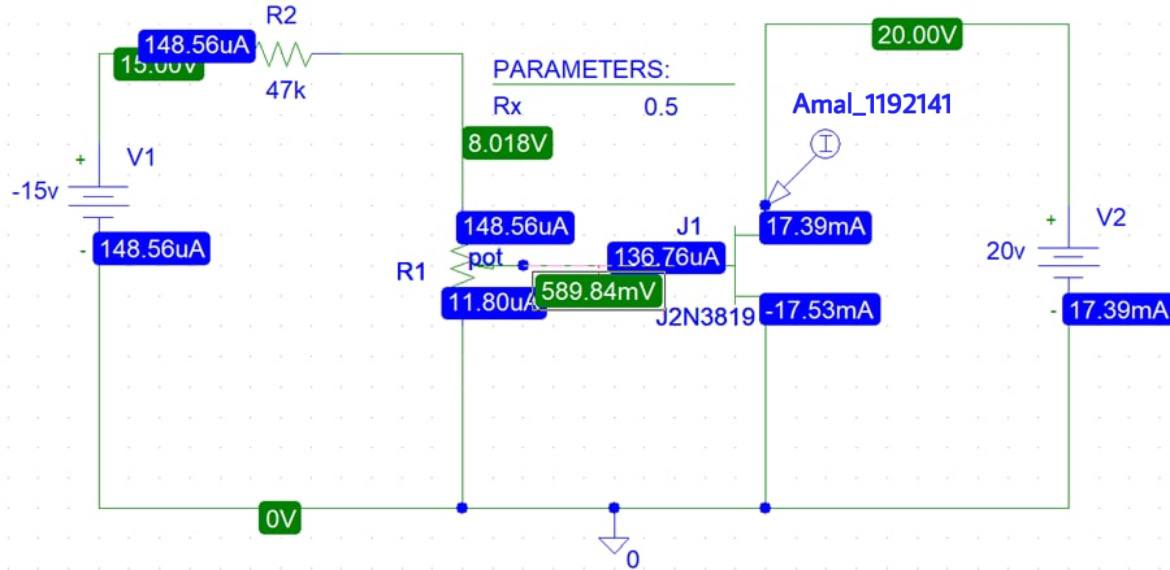 R2
148.56uA
15.00V
47k
PARAMETERS:
Rx 0.5
20.00V
Amal_1192141
I
8.018V
+
V1
-15v
-
148.56uA
148.56uA
pot
R1
11.80uA
589.84mV
136.76uA
J1
J2N3819
17.39mA
-17.53mA
+
V2
20v
-
17.39mA
0V
0